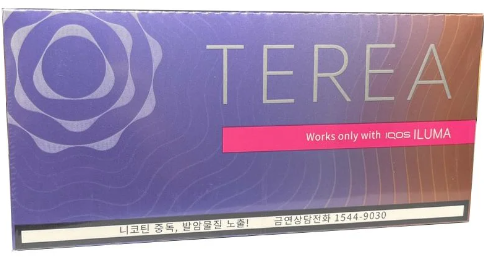 TEREA
Works only with IQOS ILUMA
니코틴 중독, 발암물질 노출! 금연상담전화 1544-9030